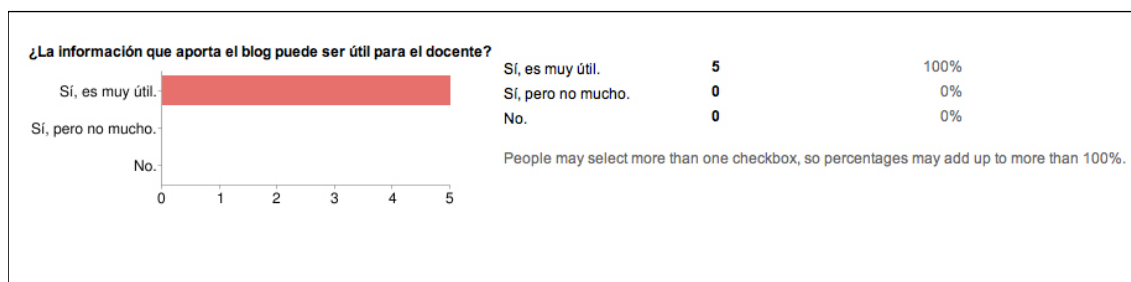 ¿La información que aporta el blog puede ser útil para el docente?
Sí, es muy útil.
Sí, pero no mucho.
No.
0 1 2 3 4 5
Sí, es muy útil. 5 100%
Sí, pero no mucho. 0 0%
No. 0 0%
People may select more than one checkbox, so percentages may add up to more than 100%.